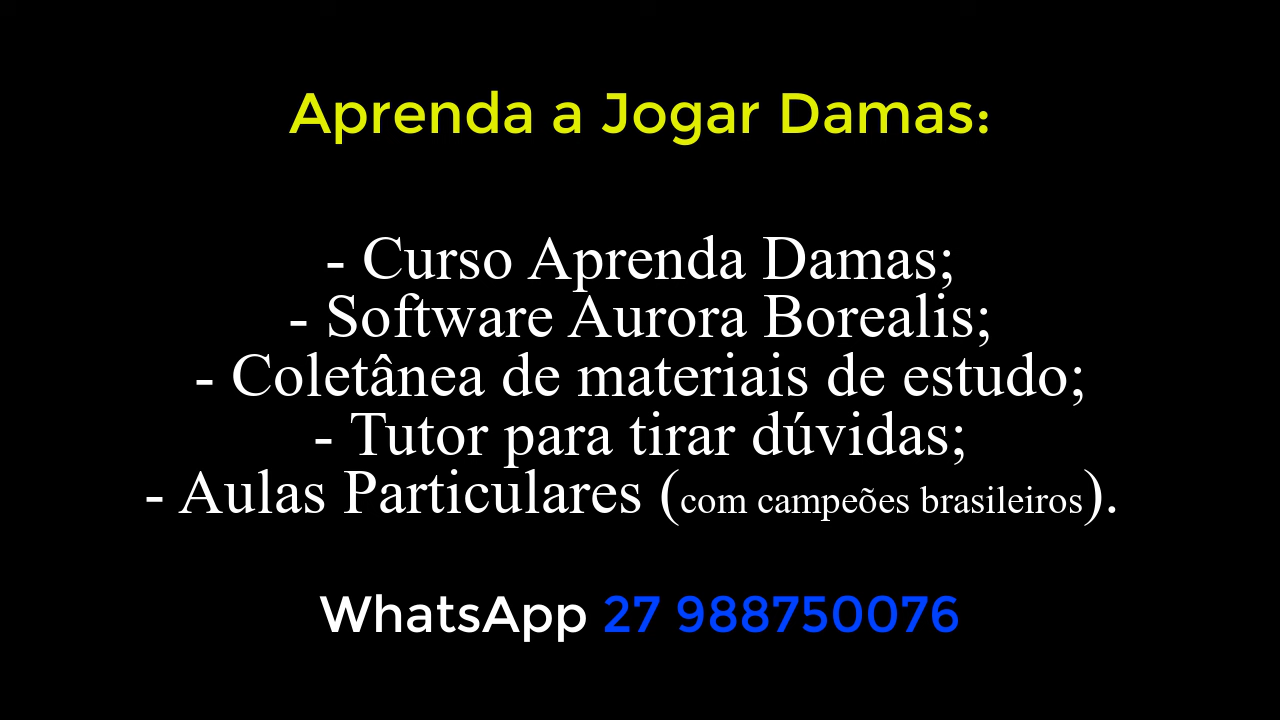 Aprenda a Jogar Damas:
- Curso Aprenda Damas;
- Software Aurora Borealis;
- Coletânea de materiais de estudo;
- Tutor para tirar dúvidas;
- Aulas Particulares (com campeões brasileiros).
WhatsApp 27 988750076